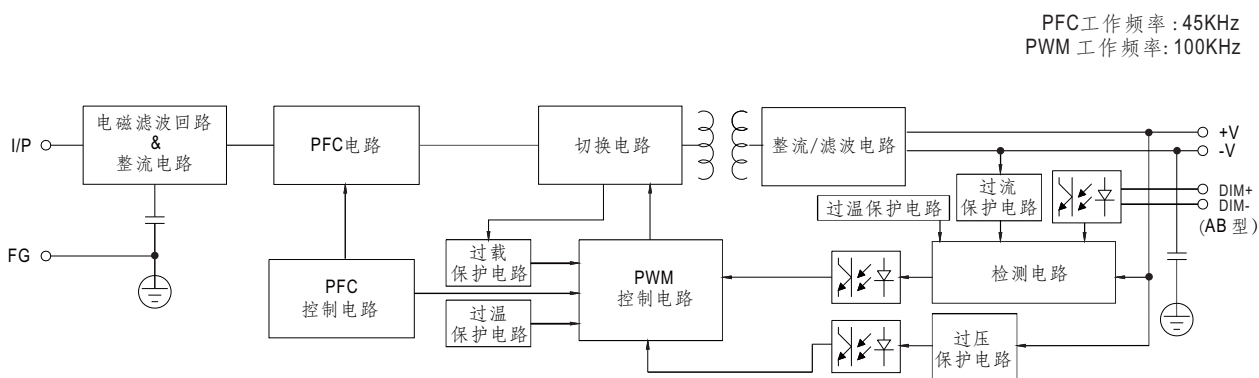 PFC工作频率：45KHz
PWM 工作频率：100KHz
I/P
电磁滤波回路
&
整流电路
PFC电路
切换电路
整流/滤波电路
+V
-V
DIM+
DIM-
(AB 型)
过温保护电路
过流
保护电路
FG
PFC
控制电路
过载
保护电路
过温
保护电路
PWM
控制电路
检测电路
过压
保护电路